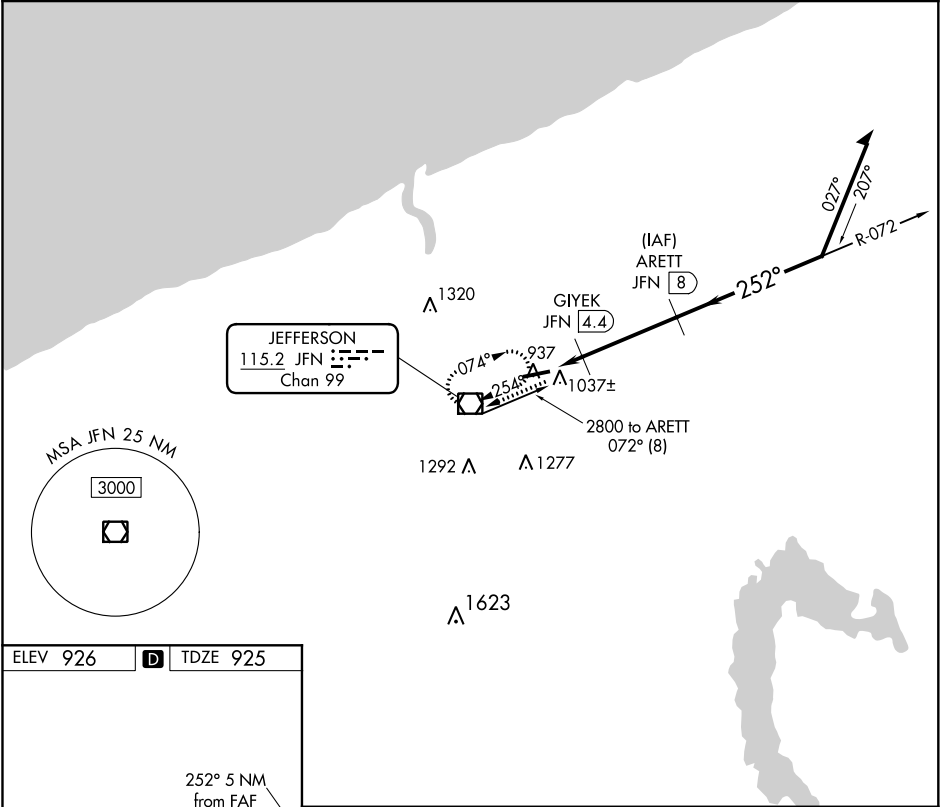 027°
207°
R-072
(IAF)
ARETT
JFN 8
252°
GIYEK
JFN 4.4
1320
JEFFERSON
115.2 JFN
Chan 99
074°
937
254°
1037±
2800 to ARETT
072° (8)
MSA JFN 25 NM
3000
1292
1277
1623
ELEV 926 D TDZE 925
252° 5 NM
from FAF